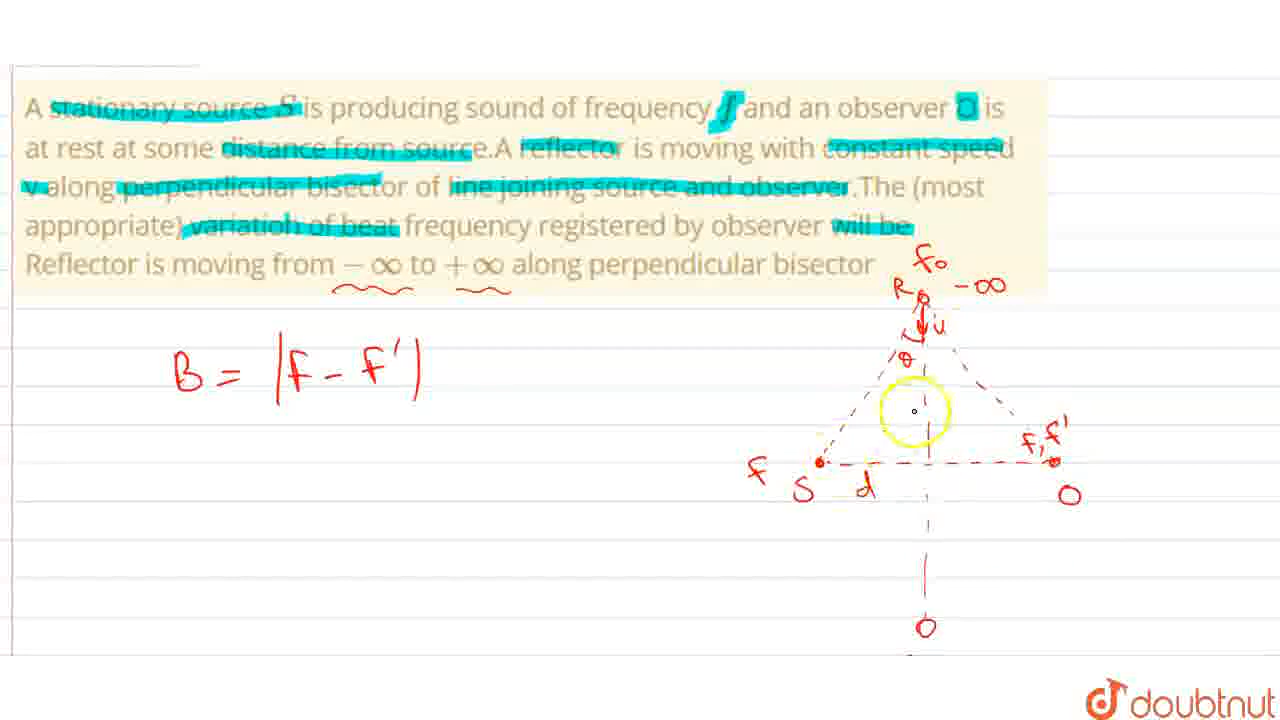 A stationary source S is producing sound of frequency f and an observer O is
at rest at some distance from source.A reflector is moving with constant speed
v along perpendicular bisector of line joining source and observer.The (most
appropriate) variation of beat frequency registered by observer will be
Reflector is moving from −∞ to +∞ along perpendicular bisector
f₀
R −∞
u
θ
B = |f − f'|
f, f'
f
S d O
O
doubtnut